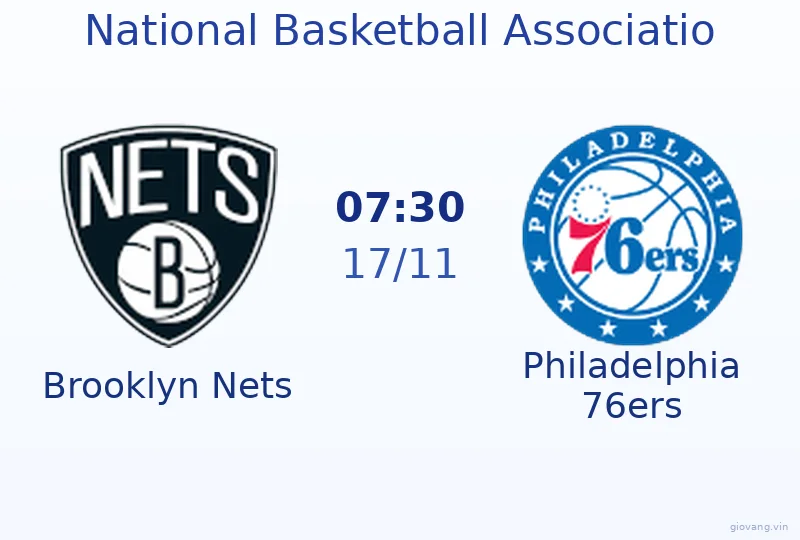 National Basketball Associatio
NETS
B
07:30
17/11
PHILADELPHIA
76ers
Brooklyn Nets
Philadelphia
76ers
giovang.vin